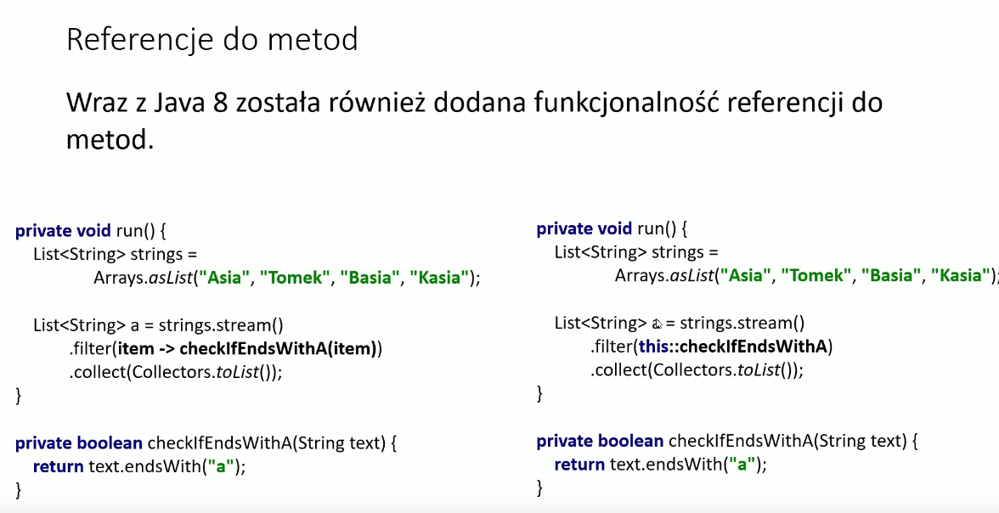 Referencje do metod
Wraz z Java 8 została również dodana funkcjonalność referencji do
metod.
private void run() {
List<String> strings =
Arrays.asList("Asia", "Tomek", "Basia", "Kasia");
List<String> a = strings.stream()
.filter(item -> checkIfEndsWithA(item))
.collect(Collectors.toList());
}
private boolean checkIfEndsWithA(String text) {
return text.endsWith("a");
}
private void run() {
List<String> strings =
Arrays.asList("Asia", "Tomek", "Basia", "Kasia");
List<String> a = strings.stream()
.filter(this::checkIfEndsWithA)
.collect(Collectors.toList());
}
private boolean checkIfEndsWithA(String text) {
return text.endsWith("a");
}